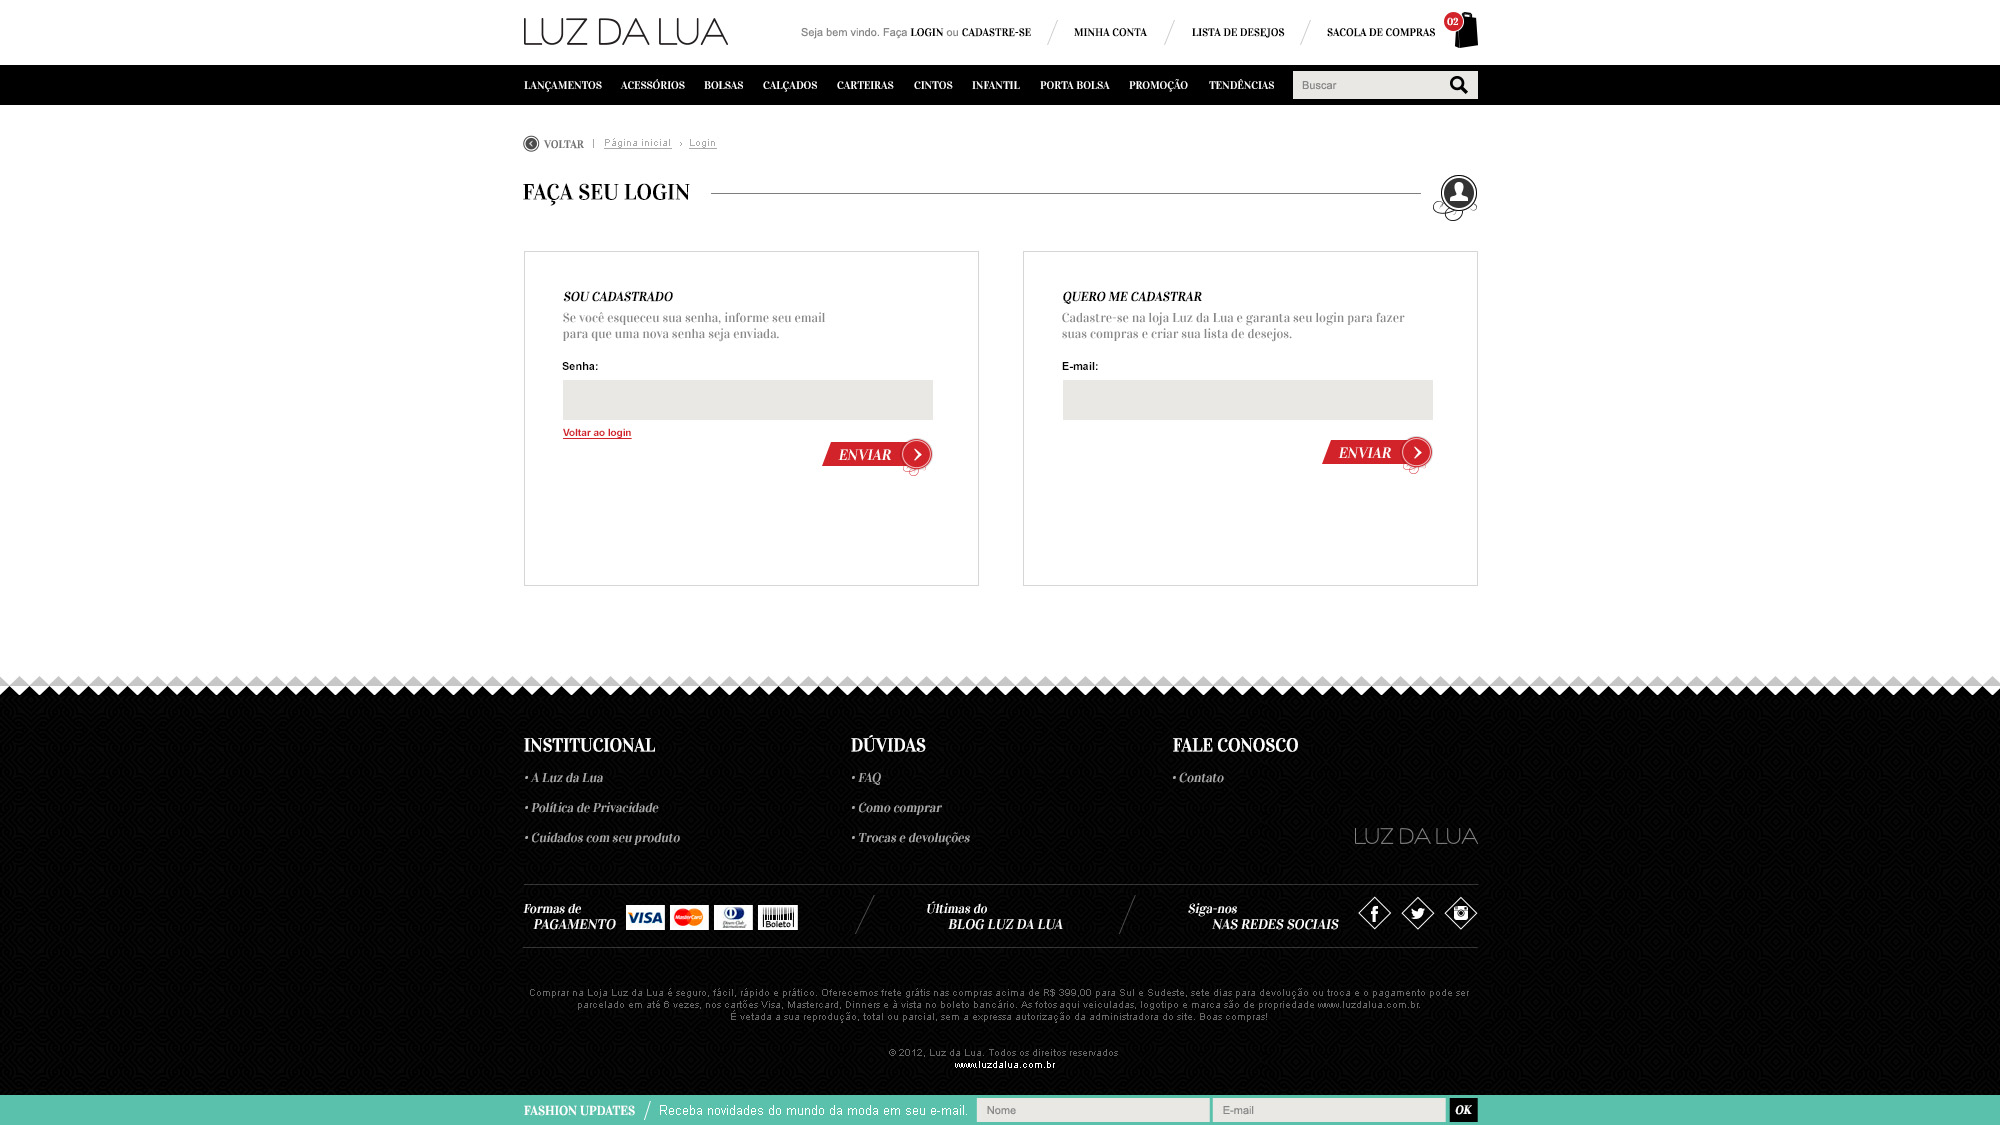 LUZ DA LUA
Seja bem vindo. Faça LOGIN ou CADASTRE-SE
MINHA CONTA
LISTA DE DESEJOS
SACOLA DE COMPRAS
02
LANÇAMENTOS ACESSÓRIOS BOLSAS CALÇADOS CARTEIRAS CINTOS INFANTIL PORTA BOLSA PROMOÇÃO TENDÊNCIAS
Buscar
VOLTAR | Página inicial › Login
FAÇA SEU LOGIN
SOU CADASTRADO
Se você esqueceu sua senha, informe seu email
para que uma nova senha seja enviada.
Senha:
Voltar ao login
ENVIAR
QUERO ME CADASTRAR
Cadastre-se na loja Luz da Lua e garanta seu login para fazer
suas compras e criar sua lista de desejos.
E-mail:
ENVIAR
INSTITUCIONAL
• A Luz da Lua
• Política de Privacidade
• Cuidados com seu produto
DÚVIDAS
• FAQ
• Como comprar
• Trocas e devoluções
FALE CONOSCO
• Contato
LUZ DA LUA
Formas de
PAGAMENTO
VISA
MasterCard
Diners Club
International
Boleto
Últimas do
BLOG LUZ DA LUA
Siga-nos
NAS REDES SOCIAIS
Comprar na Loja Luz da Lua é seguro, fácil, rápido e prático. Oferecemos frete grátis nas compras acima de R$ 399,00 para Sul e Sudeste, sete dias para devolução ou troca e o pagamento pode ser
parcelado em até 6 vezes, nos cartões Visa, Mastercard, Dinners e à vista no boleto bancário. As fotos aqui veiculadas, logotipo e marca são de propriedade www.luzdalua.com.br.
É vetada a sua reprodução, total ou parcial, sem a expressa autorização da administradora do site. Boas compras!
© 2012, Luz da Lua. Todos os direitos reservados
www.luzdalua.com.br
FASHION UPDATES / Receba novidades do mundo da moda em seu e-mail.
Nome
E-mail
OK